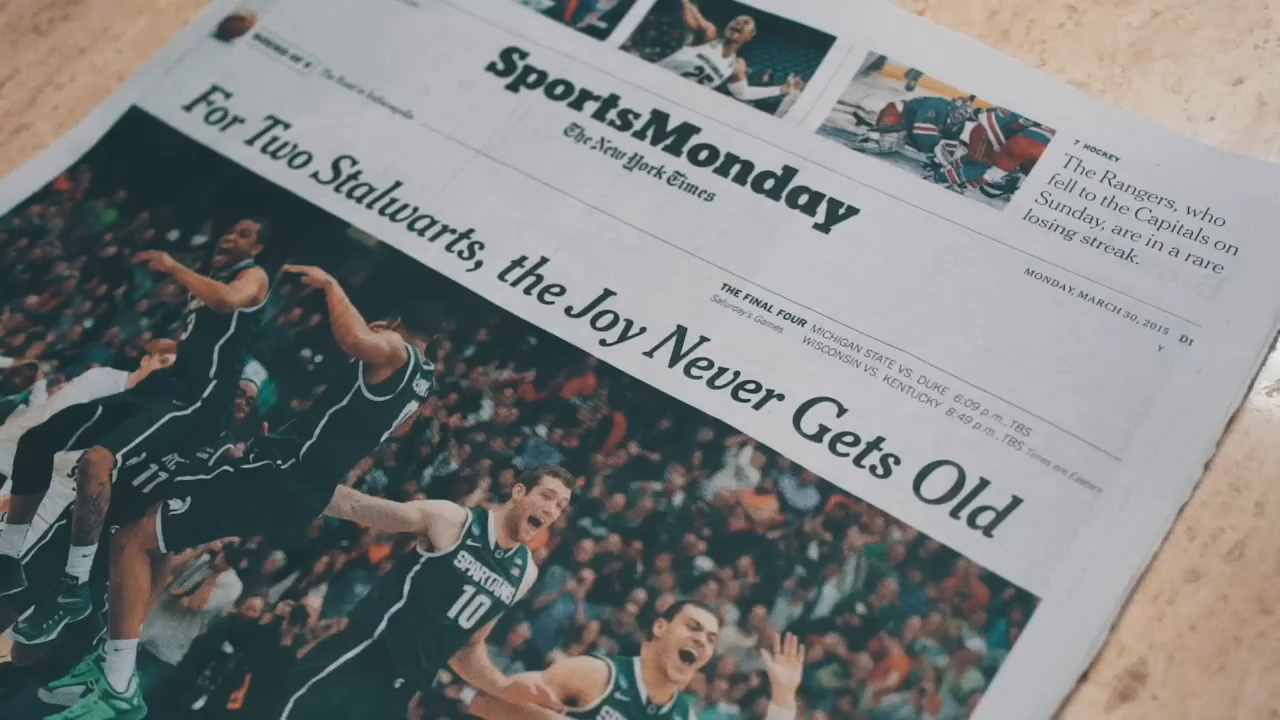 7 HOCKEY
The Rangers, who
fell to the Capitals on
Sunday, are in a rare
losing streak.
SportsMonday
The New York Times
MONDAY, MARCH 30, 2015 D1
Y
The Road to Indianapolis
THE FINAL FOUR MICHIGAN STATE VS. DUKE 6:09 p.m., TBS
Saturday's Games WISCONSIN VS. KENTUCKY 8:49 p.m., TBS Times are Eastern
For Two Stalwarts, the Joy Never Gets Old
25
11
SPARTANS
10